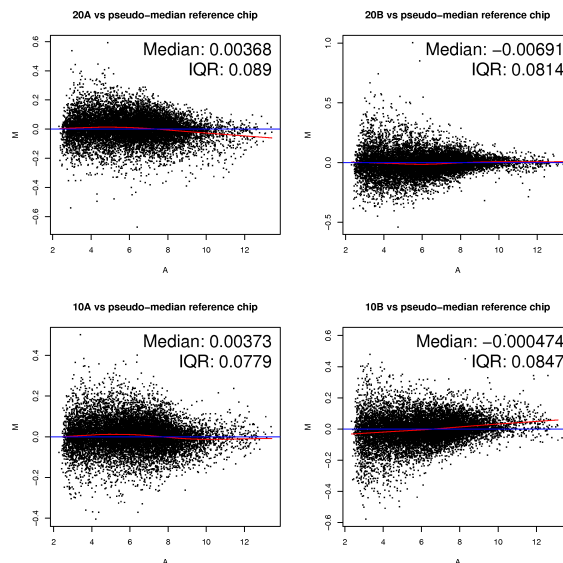 20A vs pseudo−median reference chip
Median: 0.00368
IQR: 0.089
M
0.6
0.4
0.2
0.0
−0.2
−0.4
−0.6
2 4 6 8 10 12
A
20B vs pseudo−median reference chip
Median: −0.00691
IQR: 0.0814
M
1.0
0.5
0.0
−0.5
2 4 6 8 10 12
A
10A vs pseudo−median reference chip
Median: 0.00373
IQR: 0.0779
M
0.4
0.2
0.0
−0.2
−0.4
2 4 6 8 10 12
A
10B vs pseudo−median reference chip
Median: −0.000474
IQR: 0.0847
M
0.6
0.4
0.2
0.0
−0.2
−0.4
−0.6
2 4 6 8 10 12
A